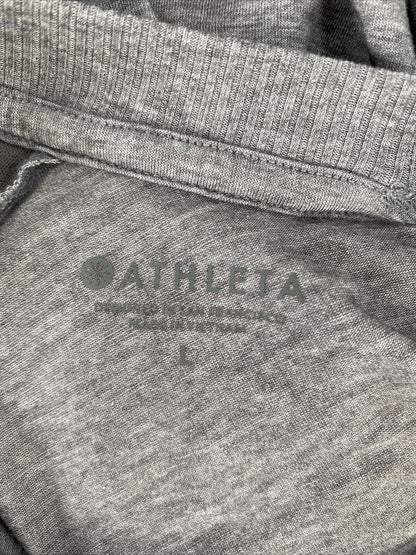 ATHLETA
DESIGNED IN SAN FRANCISCO
MADE IN VIETNAM
L